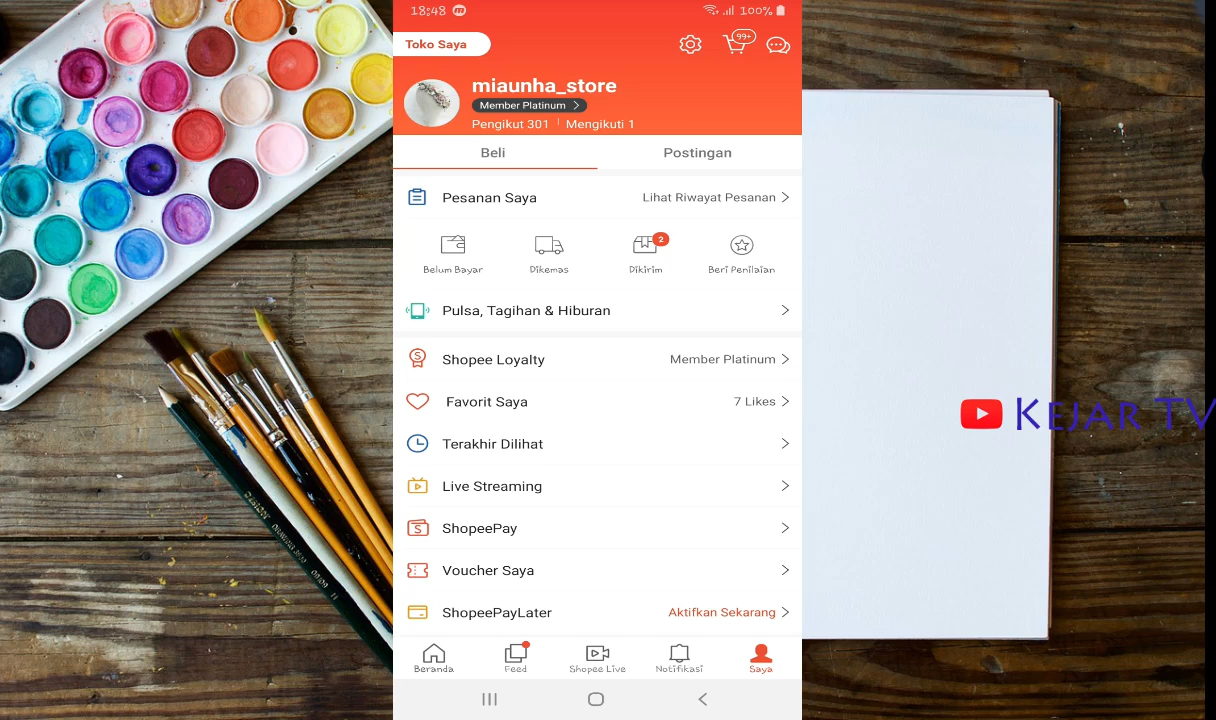 18:48
100%
Toko Saya
99+
miaunha_store
Member Platinum
Pengikut 301 Mengikuti 1
Beli Postingan
Pesanan Saya Lihat Riwayat Pesanan
2
Belum Bayar Dikemas Dikirim Beri Penilaian
Pulsa, Tagihan & Hiburan
Shopee Loyalty Member Platinum
Favorit Saya 7 Likes
Terakhir Dilihat
Live Streaming
ShopeePay
Voucher Saya
ShopeePayLater Aktifkan Sekarang
Beranda Feed Shopee Live Notifikasi Saya
KEJAR TV